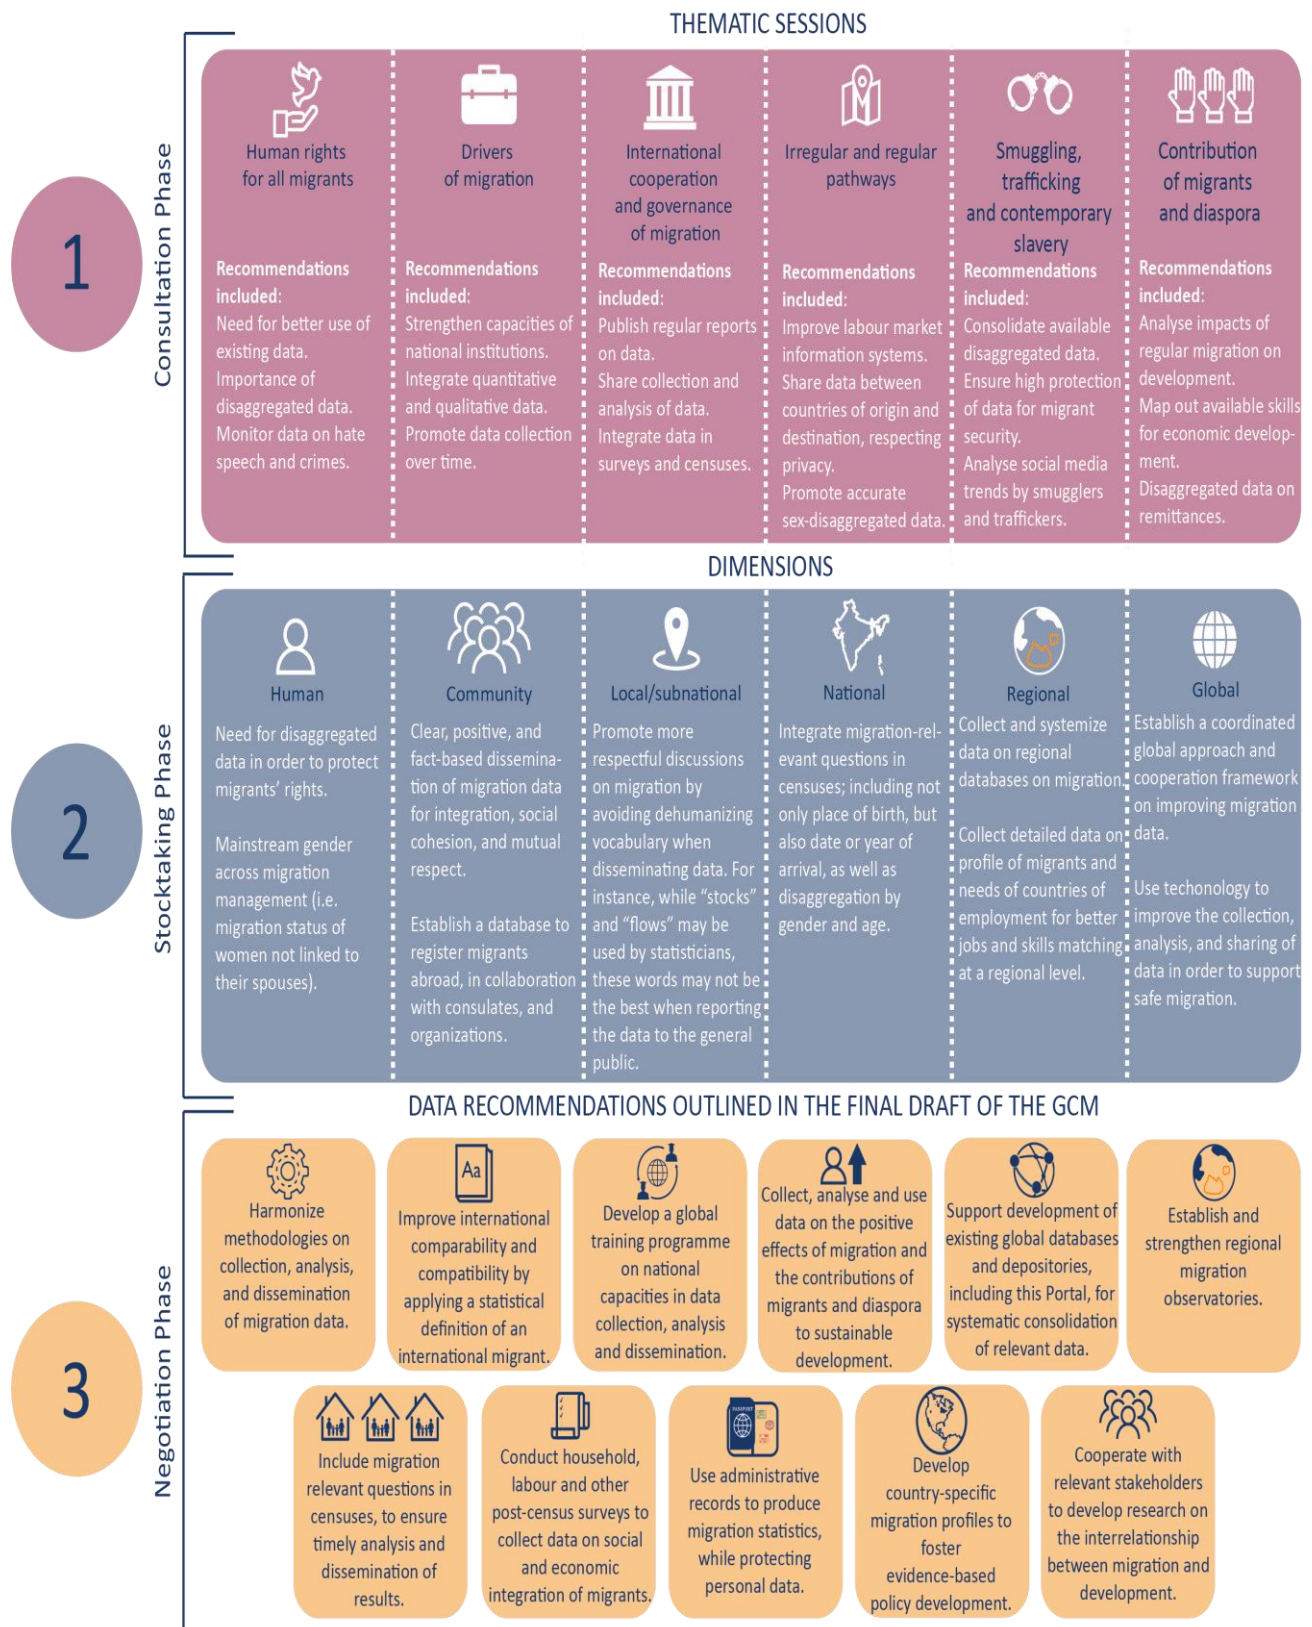 THEMATIC SESSIONS
1
Consultation Phase
Human rights
for all migrants
Recommendations
included:
Need for better use of
existing data.
Importance of
disaggregated data.
Monitor data on hate
speech and crimes.
Drivers
of migration
Recommendations
included:
Strengthen capacities of
national institutions.
Integrate quantitative
and qualitative data.
Promote data collection
over time.
International
cooperation
and governance
of migration
Recommendations
included:
Publish regular reports
on data.
Share collection and
analysis of data.
Integrate data in
surveys and censuses.
Irregular and regular
pathways
Recommendations
included:
Improve labour market
information systems.
Share data between
countries of origin and
destination, respecting
privacy.
Promote accurate
sex-disaggregated data.
Smuggling,
trafficking
and contemporary
slavery
Recommendations
included:
Consolidate available
disaggregated data.
Ensure high protection
of data for migrant
security.
Analyse social media
trends by smugglers
and traffickers.
Contribution
of migrants
and diaspora
Recommendations
included:
Analyse impacts of
regular migration on
development.
Map out available skills
for economic develop-
ment.
Disaggregated data on
remittances.
DIMENSIONS
2
Stocktaking Phase
Human
Need for disaggregated
data in order to protect
migrants' rights.
Mainstream gender
across migration
management (i.e.
migration status of
women not linked to
their spouses).
Community
Clear, positive, and
fact-based dissemina-
tion of migration data
for integration, social
cohesion, and mutual
respect.
Establish a database to
register migrants
abroad, in collaboration
with consulates, and
organizations.
Local/subnational
Promote more
respectful discussions
on migration by
avoiding dehumanizing
vocabulary when
disseminating data. For
instance, while “stocks”
and “flows” may be
used by statisticians,
these words may not be
the best when reporting
the data to the general
public.
National
Integrate migration-rel-
evant questions in
censuses; including not
only place of birth, but
also date or year of
arrival, as well as
disaggregation by
gender and age.
Regional
Collect and systemize
data on regional
databases on migration.
Collect detailed data on
profile of migrants and
needs of countries of
employment for better
jobs and skills matching
at a regional level.
Global
Establish a coordinated
global approach and
cooperation framework
on improving migration
data.
Use techonology to
improve the collection,
analysis, and sharing of
data in order to support
safe migration.
DATA RECOMMENDATIONS OUTLINED IN THE FINAL DRAFT OF THE GCM
3
Negotiation Phase
Harmonize
methodologies on
collection, analysis,
and dissemination
of migration data.
Aa
Improve international
comparability and
compatibility by
applying a statistical
definition of an
international migrant.
Develop a global
training programme
on national
capacities in data
collection, analysis
and dissemination.
Collect, analyse and use
data on the positive
effects of migration and
the contributions of
migrants and diaspora
to sustainable
development.
Support development of
existing global databases
and depositories,
including this Portal, for
systematic consolidation
of relevant data.
Establish and
strengthen regional
migration
observatories.
Include migration
relevant questions in
censuses, to ensure
timely analysis and
dissemination of
results.
Conduct household,
labour and other
post-census surveys to
collect data on social
and economic
integration of migrants.
PASSPORT
Use administrative
records to produce
migration statistics,
while protecting
personal data.
Develop
country-specific
migration profiles to
foster
evidence-based
policy development.
Cooperate with
relevant stakeholders
to develop research on
the interrelationship
between migration and
development.